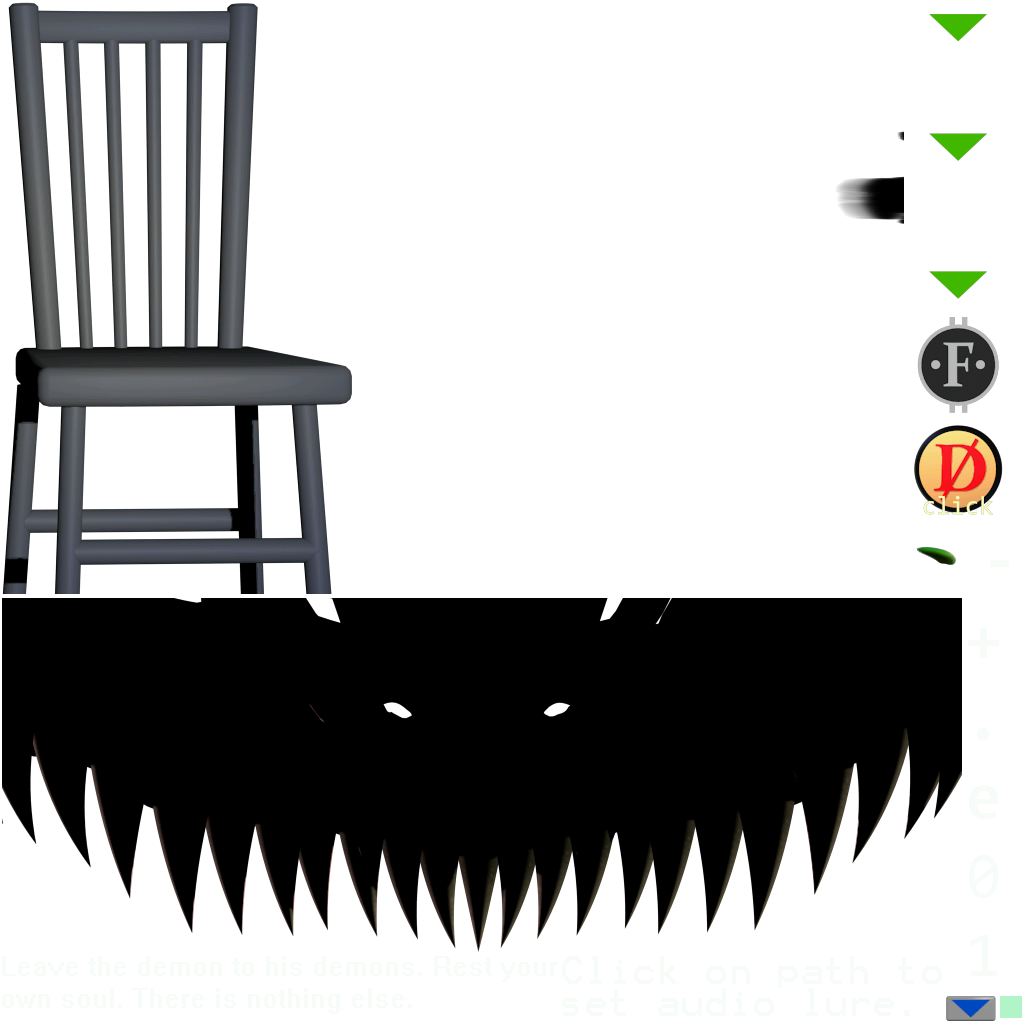 F
D
click
-
+
.
e
0
1
Leave the demon to his demons. Rest your
own soul. There is nothing else.
Click on path to
set audio lure.